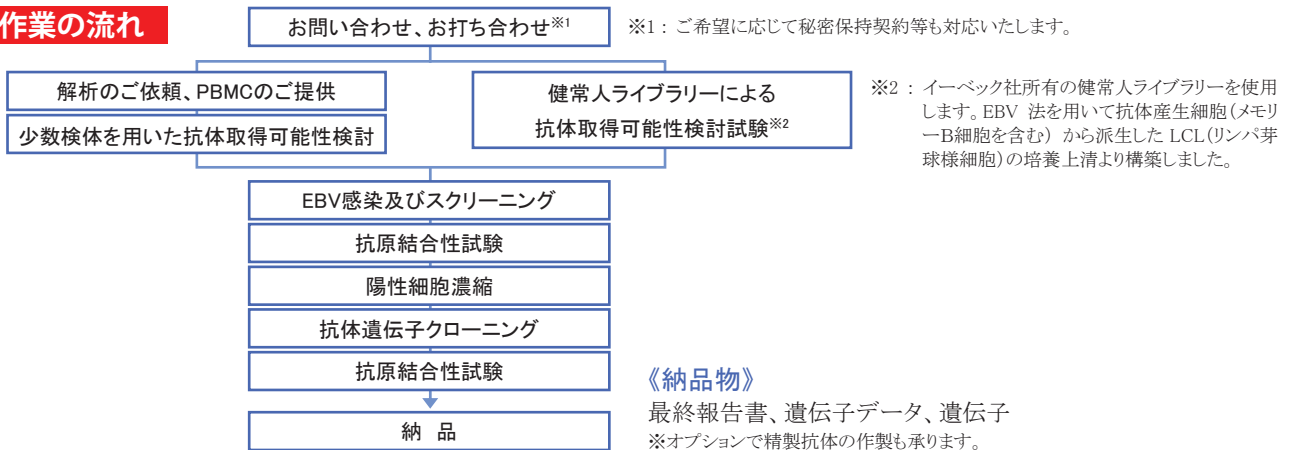 作業の流れ
お問い合わせ、お打ち合わせ※1
※1：ご希望に応じて秘密保持契約等も対応いたします。
解析のご依頼、PBMCのご提供
少数検体を用いた抗体取得可能性検討
健常人ライブラリーによる
抗体取得可能性検討試験※2
※2：イーベック社所有の健常人ライブラリーを使用
します。EBV 法を用いて抗体産生細胞(メモリ
ーB細胞を含む) から派生した LCL(リンパ芽
球様細胞)の培養上清より構築しました。
EBV感染及びスクリーニング
抗原結合性試験
陽性細胞濃縮
抗体遺伝子クローニング
抗原結合性試験
納 品
《納品物》
最終報告書、遺伝子データ、遺伝子
※オプションで精製抗体の作製も承ります。